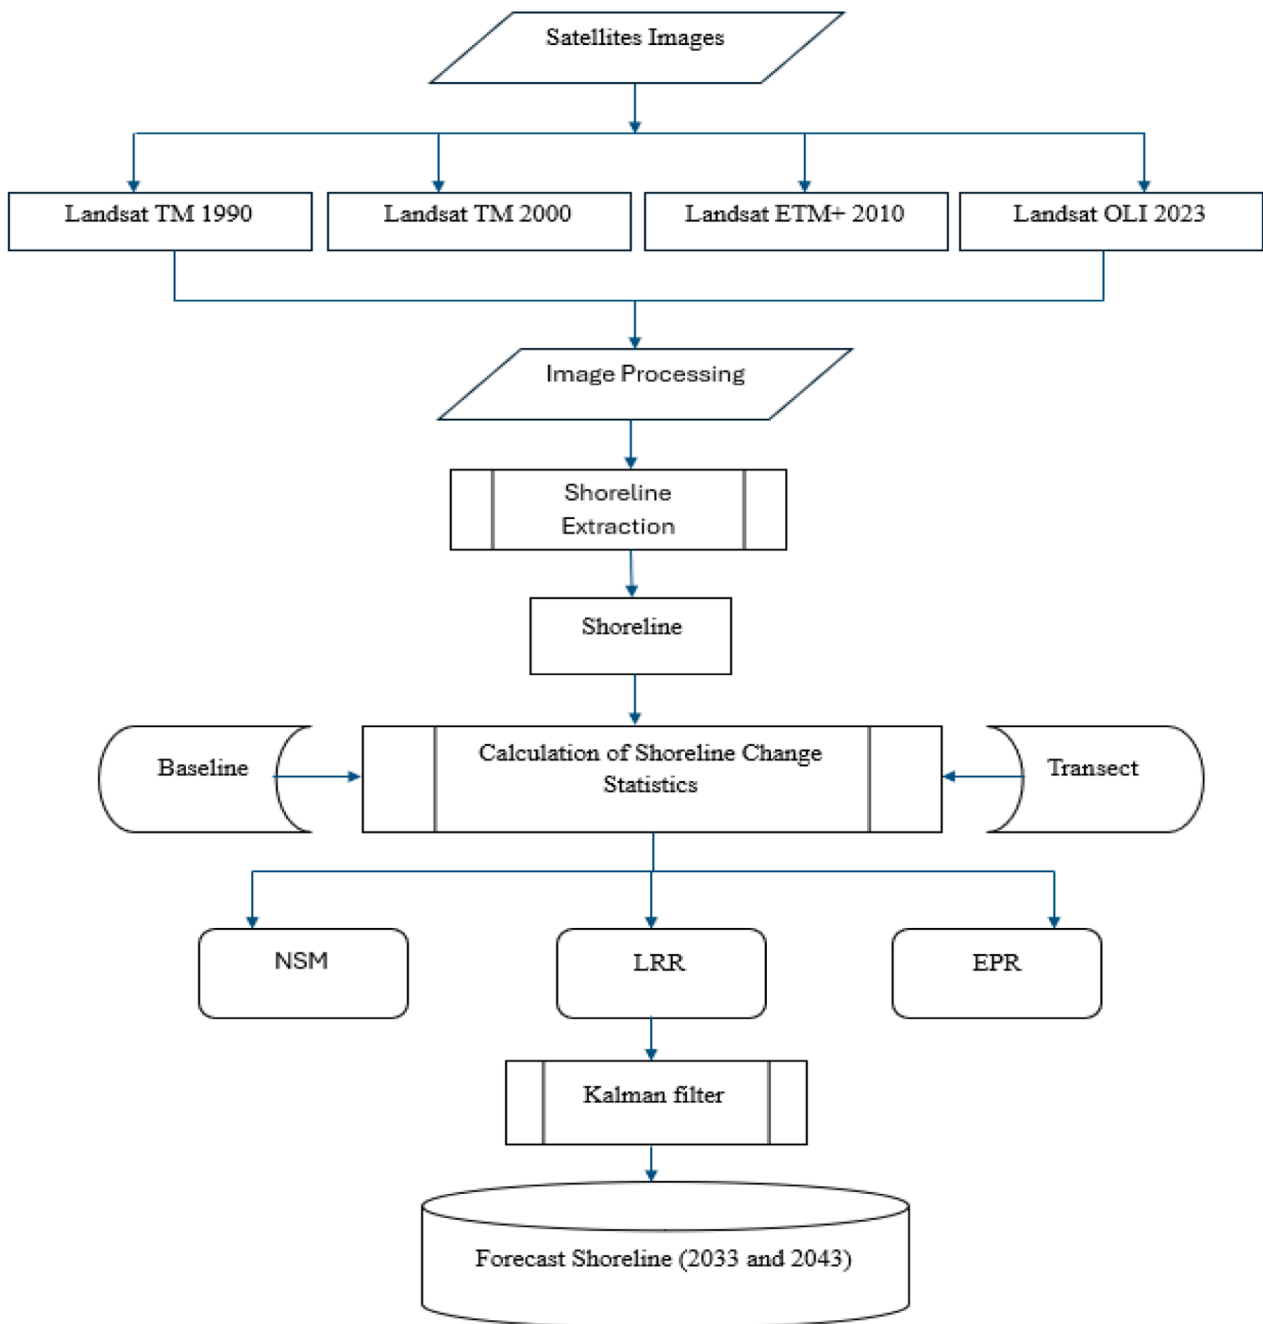 Satellites Images
Landsat TM 1990
Landsat TM 2000
Landsat ETM+ 2010
Landsat OLI 2023
Image Processing
Shoreline
Extraction
Shoreline
Baseline
Calculation of Shoreline Change
Statistics
Transect
NSM
LRR
EPR
Kalman filter
Forecast Shoreline (2033 and 2043)